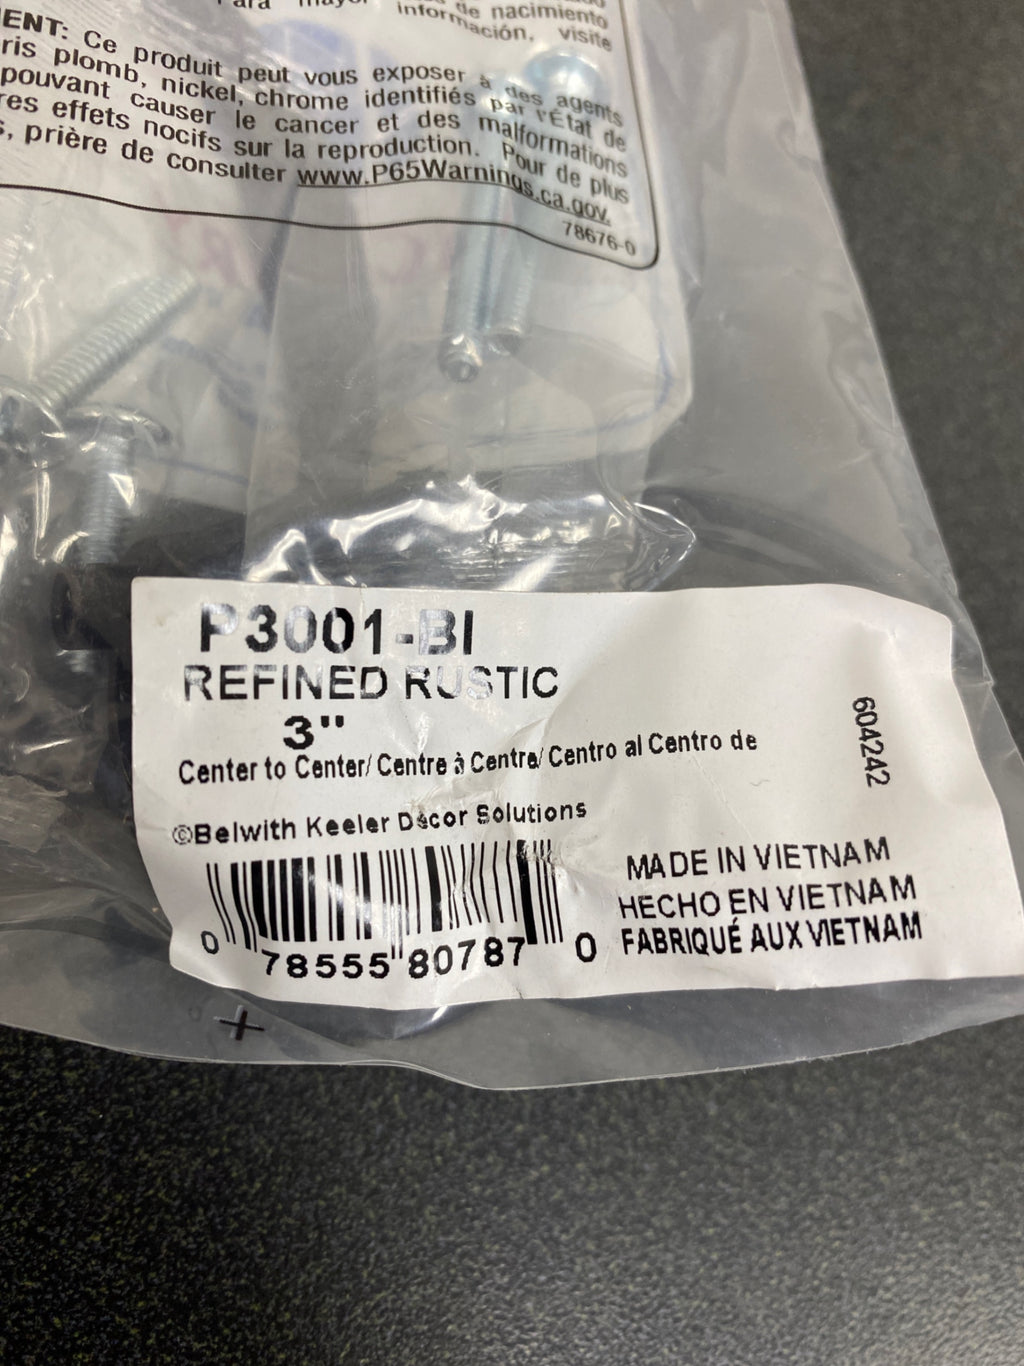 Para mayor información, visite
de nacimiento
ENT: Ce produit peut vous exposer à des agents
ris plomb, nickel, chrome identifiés par l'État de
pouvant causer le cancer et des malformations
res effets nocifs sur la reproduction. Pour de plus
s, prière de consulter www.P65Warnings.ca.gov.
78676-0
P3001-BI
REFINED RUSTIC
3"
Center to Center/ Centre à Centre/ Centro al Centro de
©Belwith Keeler Décor Solutions
604242
MADE IN VIETNAM
HECHO EN VIETNAM
FABRIQUÉ AUX VIETNAM
0 78555 80787 0